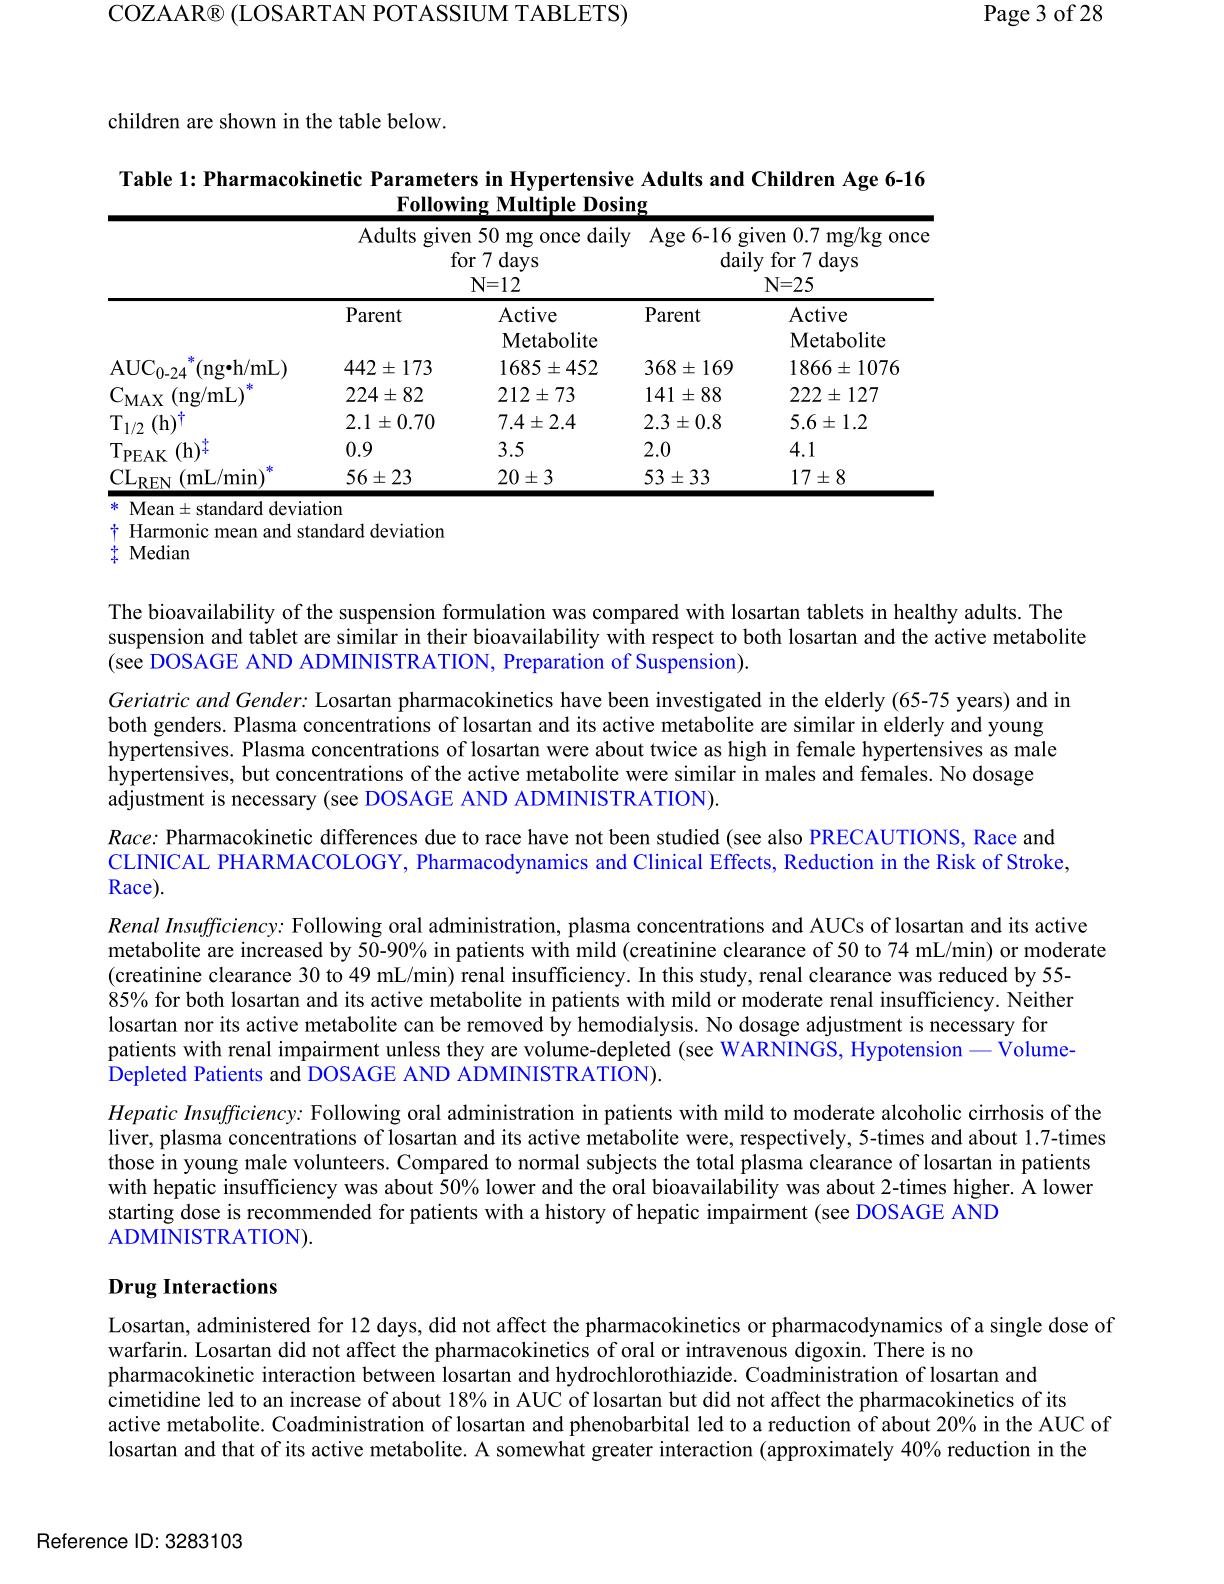 COZAAR® (LOSARTAN POTASSIUM TABLETS) Page 3 of 28
children are shown in the table below.
Table 1: Pharmacokinetic Parameters in Hypertensive Adults and Children Age 6-16
Following Multiple Dosing
Adults given 50 mg once daily Age 6-16 given 0.7 mg/kg once
for 7 days daily for 7 days
N=12 N=25
Parent Active Parent Active
Metabolite Metabolite
AUC0-24*(ng•h/mL) 442 ± 173 1685 ± 452 368 ± 169 1866 ± 1076
CMAX (ng/mL)* 224 ± 82 212 ± 73 141 ± 88 222 ± 127
T1/2 (h)† 2.1 ± 0.70 7.4 ± 2.4 2.3 ± 0.8 5.6 ± 1.2
TPEAK (h)‡ 0.9 3.5 2.0 4.1
CLREN (mL/min)* 56 ± 23 20 ± 3 53 ± 33 17 ± 8
* Mean ± standard deviation
† Harmonic mean and standard deviation
‡ Median
The bioavailability of the suspension formulation was compared with losartan tablets in healthy adults. The
suspension and tablet are similar in their bioavailability with respect to both losartan and the active metabolite
(see DOSAGE AND ADMINISTRATION, Preparation of Suspension).
Geriatric and Gender: Losartan pharmacokinetics have been investigated in the elderly (65-75 years) and in
both genders. Plasma concentrations of losartan and its active metabolite are similar in elderly and young
hypertensives. Plasma concentrations of losartan were about twice as high in female hypertensives as male
hypertensives, but concentrations of the active metabolite were similar in males and females. No dosage
adjustment is necessary (see DOSAGE AND ADMINISTRATION).
Race: Pharmacokinetic differences due to race have not been studied (see also PRECAUTIONS, Race and
CLINICAL PHARMACOLOGY, Pharmacodynamics and Clinical Effects, Reduction in the Risk of Stroke,
Race).
Renal Insufficiency: Following oral administration, plasma concentrations and AUCs of losartan and its active
metabolite are increased by 50-90% in patients with mild (creatinine clearance of 50 to 74 mL/min) or moderate
(creatinine clearance 30 to 49 mL/min) renal insufficiency. In this study, renal clearance was reduced by 55-
85% for both losartan and its active metabolite in patients with mild or moderate renal insufficiency. Neither
losartan nor its active metabolite can be removed by hemodialysis. No dosage adjustment is necessary for
patients with renal impairment unless they are volume-depleted (see WARNINGS, Hypotension — Volume-
Depleted Patients and DOSAGE AND ADMINISTRATION).
Hepatic Insufficiency: Following oral administration in patients with mild to moderate alcoholic cirrhosis of the
liver, plasma concentrations of losartan and its active metabolite were, respectively, 5-times and about 1.7-times
those in young male volunteers. Compared to normal subjects the total plasma clearance of losartan in patients
with hepatic insufficiency was about 50% lower and the oral bioavailability was about 2-times higher. A lower
starting dose is recommended for patients with a history of hepatic impairment (see DOSAGE AND
ADMINISTRATION).
Drug Interactions
Losartan, administered for 12 days, did not affect the pharmacokinetics or pharmacodynamics of a single dose of
warfarin. Losartan did not affect the pharmacokinetics of oral or intravenous digoxin. There is no
pharmacokinetic interaction between losartan and hydrochlorothiazide. Coadministration of losartan and
cimetidine led to an increase of about 18% in AUC of losartan but did not affect the pharmacokinetics of its
active metabolite. Coadministration of losartan and phenobarbital led to a reduction of about 20% in the AUC of
losartan and that of its active metabolite. A somewhat greater interaction (approximately 40% reduction in the
Reference ID: 3283103